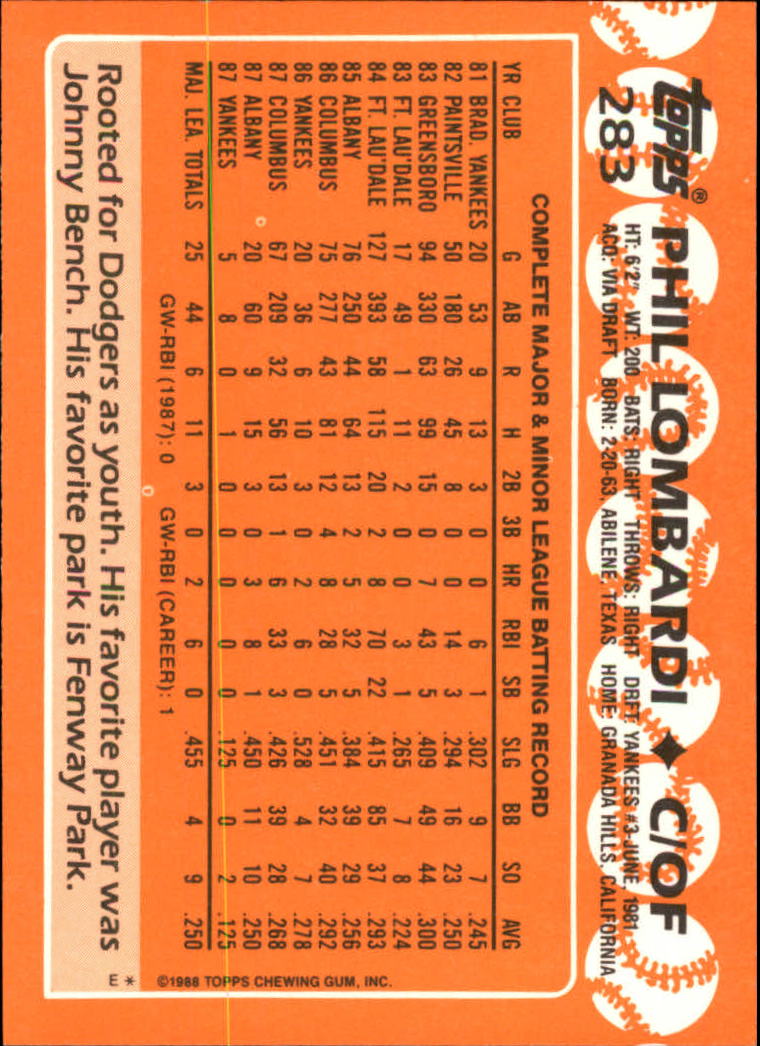 topps® PHIL LOMBARDI ♦ C/OF
283 HT: 6'2" WT: 200 BATS: RIGHT THROWS: RIGHT DRFT: YANKEES #3-JUNE, 1981
ACQ: VIA DRAFT BORN: 2-20-63, ABILENE, TEXAS HOME: GRANADA HILLS, CALIFORNIA
COMPLETE MAJOR & MINOR LEAGUE BATTING RECORD
YR CLUB G AB R H 2B 3B HR RBI SB SLG BB SO AVG
81 BRAD. YANKEES 20 53 9 13 3 0 0 6 1 .302 9 7 .245
82 PAINTSVILLE 50 180 26 45 8 0 0 14 3 .294 16 23 .250
83 GREENSBORO 94 330 63 99 15 0 7 43 5 .409 49 44 .300
83 FT. LAU'DALE 17 49 1 11 2 0 0 3 1 .265 7 8 .224
84 FT. LAU'DALE 127 393 58 115 20 2 8 70 22 .415 85 37 .293
85 ALBANY 76 250 44 64 13 2 5 32 5 .384 39 29 .256
86 COLUMBUS 75 277 43 81 12 4 8 28 5 .451 32 40 .292
86 YANKEES 20 36 6 10 3 0 2 6 0 .528 4 7 .278
87 COLUMBUS 67 209 32 56 13 1 6 33 3 .426 39 28 .268
87 ALBANY 20 60 9 15 3 0 3 8 1 .450 11 10 .250
87 YANKEES 5 8 0 1 0 0 0 0 0 .125 0 2 .125
MAJ. LEA. TOTALS 25 44 6 11 3 0 2 6 0 .455 4 9 .250
GW-RBI (1987): 0 GW-RBI (CAREER): 1
©1988 TOPPS CHEWING GUM, INC.
Rooted for Dodgers as youth. His favorite player was
Johnny Bench. His favorite park is Fenway Park.
E *